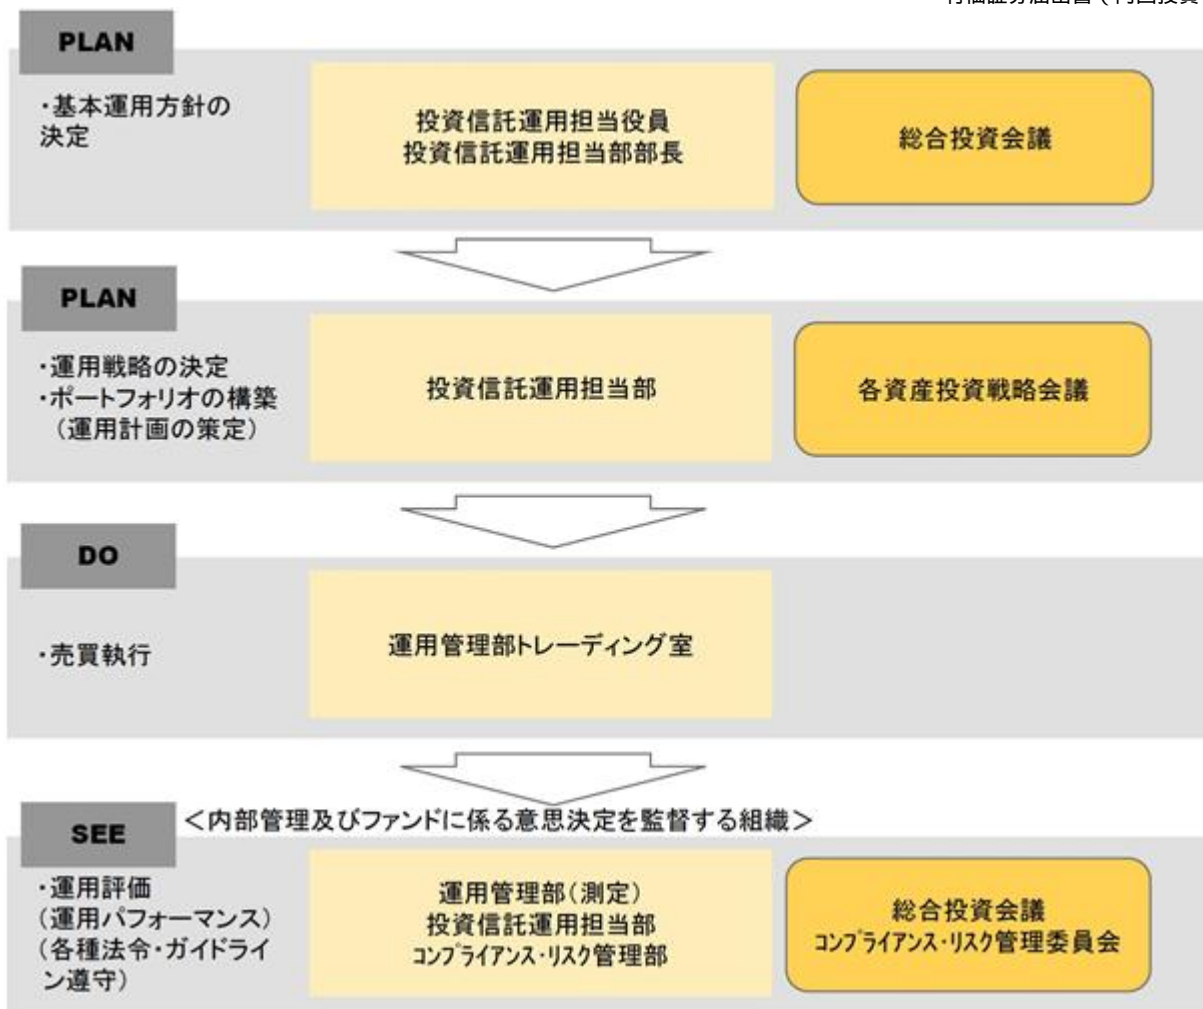 PLAN
・基本運用方針の
決定
投資信託運用担当役員
投資信託運用担当部部長
総合投資会議
PLAN
・運用戦略の決定
・ポートフォリオの構築
（運用計画の策定）
投資信託運用担当部
各資産投資戦略会議
DO
・売買執行
運用管理部トレーディング室
＜内部管理及びファンドに係る意思決定を監督する組織＞
SEE
・運用評価
（運用パフォーマンス）
（各種法令・ガイドライ
ン遵守）
運用管理部（測定）
投資信託運用担当部
ｺﾝﾌﾟﾗｲｱﾝｽ・ﾘｽｸ管理部
総合投資会議
ｺﾝﾌﾟﾗｲｱﾝｽ・ﾘｽｸ管理委員会